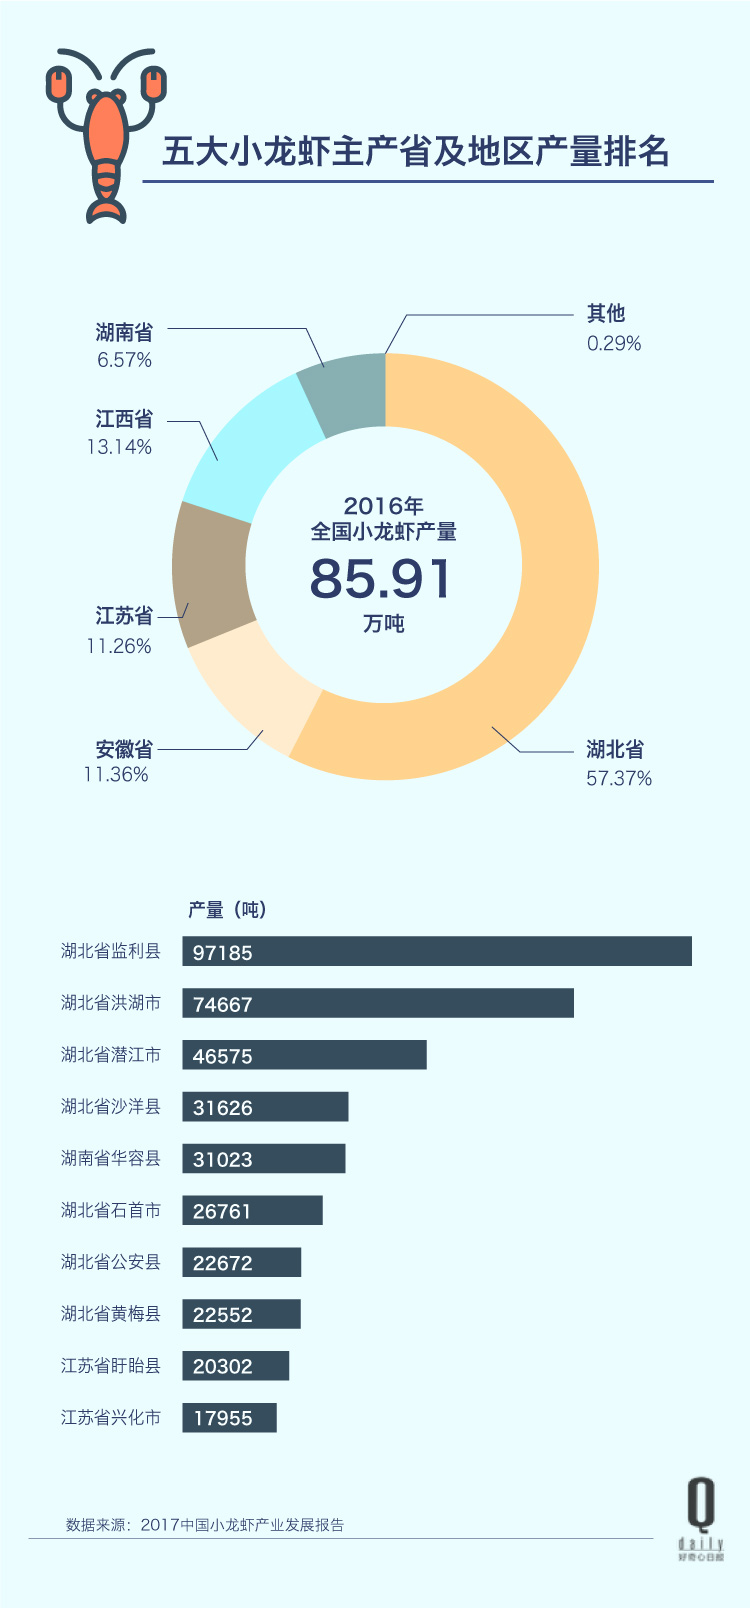 五大小龙虾主产省及地区产量排名
其他
0.29%
湖南省
6.57%
江西省
13.14%
2016年
全国小龙虾产量
85.91
万吨
江苏省
11.26%
安徽省
11.36%
湖北省
57.37%
产量（吨）
湖北省监利县 97185
湖北省洪湖市 74667
湖北省潜江市 46575
湖北省沙洋县 31626
湖南省华容县 31023
湖北省石首市 26761
湖北省公安县 22672
湖北省黄梅县 22552
江苏省盱眙县 20302
江苏省兴化市 17955
数据来源：2017中国小龙虾产业发展报告
Q
daily
好奇心日报